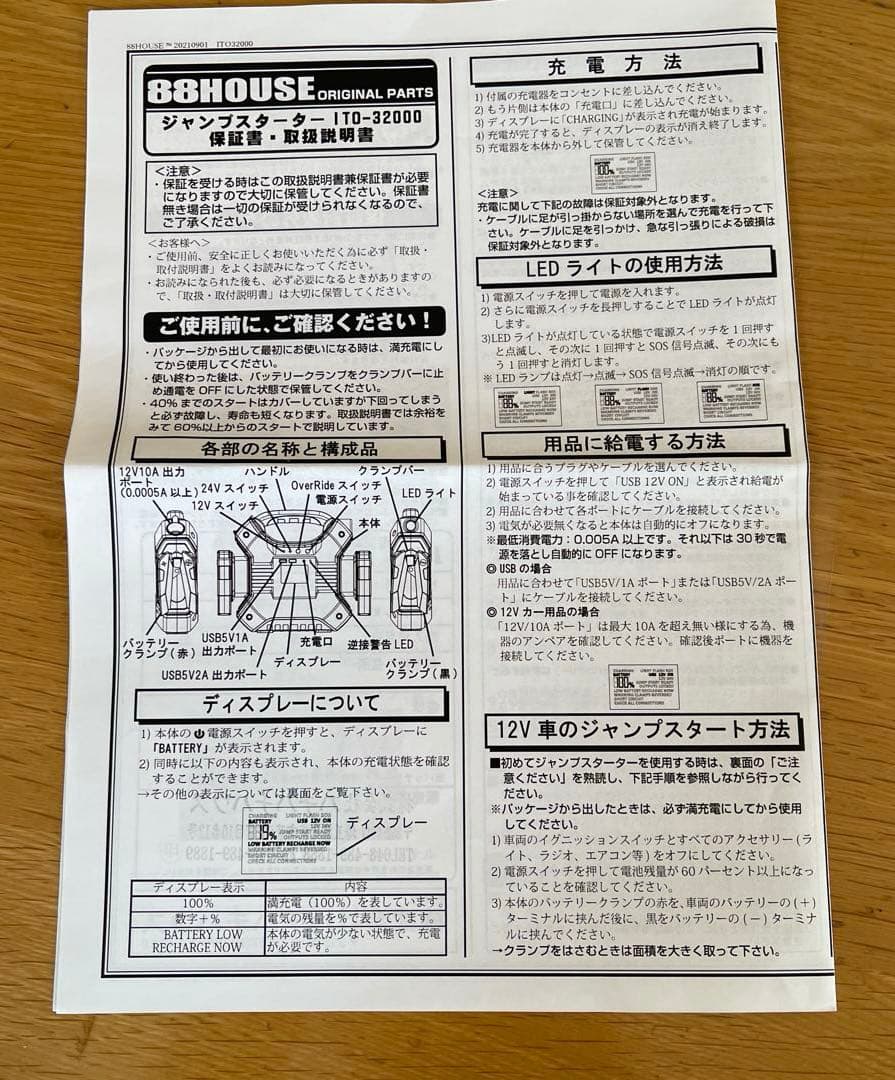 88HOUSE ™ 20210901 ITO32000
88HOUSE ORIGINAL PARTS
ジャンプスターター ITO-32000
保証書・取扱説明書
<注意>
・保証を受ける時はこの取扱説明書兼保証書が必要
になりますので大切に保管してください。保証書
無き場合は一切の保証が受けられなくなるので、
ご了承ください。
<お客様へ>
・ご使用前、安全に正しくお使いいただく為に必ず「取扱・
取付説明書」をよくお読みになってください。
・お読みになられた後も、必ず必要になるときがありますの
で、「取扱・取付説明書」は大切に保管してください。
ご使用前に、ご確認ください！
・パッケージから出して最初にお使いになる時は、満充電にし
てから使用してください。
・使い終わった後は、バッテリークランプをクランプバーに止
め通電を OFF にした状態で保管してください。
・40％までのスタートはカバーしていますが下回ってしまう
と必ず故障し、寿命も短くなります。取扱説明書では余裕を
みて 60％以上からのスタートで説明しています。
各部の名称と構成品
12V10A 出力
ポート
(0.0005A 以上)
ハンドル
クランプバー
24V スイッチ
OverRide スイッチ
12V スイッチ
電源スイッチ
LED ライト
本体
バッテリー
クランプ(赤)
USB5V1A
出力ポート
充電口
逆接警告 LED
USB5V2A 出力ポート
ディスプレー
バッテリー
クランプ(黒)
ディスプレーについて
1) 本体の⏻電源スイッチを押すと、ディスプレーに
「BATTERY」が表示されます。
2) 同時に以下の内容も表示され、本体の充電状態を確認
することができます。
→その他の表示については裏面をご覧下さい。
CHARGING LIGHT FLASH SOS
BATTERY USB 12V ON
12V 24V
JUMP START READY
OUTPUTS LOCKED
LOW BATTERY RECHARGE NOW
WARNING CLAMPS REVERSED
SHORT CIRCUIT
CHECK ALL CONNECTIONS
ディスプレー
ディスプレー表示 内容
100％ 満充電（100％）を表しています。
数字＋％ 電気の残量を％で表しています。
BATTERY LOW
RECHARGE NOW
本体の電気が少ない状態で、充電
が必要です。
充電方法
1) 付属の充電器をコンセントに差し込んでください。
2) もう片側は本体の「充電口」に差し込んでください。
3) ディスプレーに「CHARGING」が表示され充電が始まります。
4) 充電が完了すると、ディスプレーの表示が消え終了します。
5) 充電器を本体から外して保管してください。
100%
<注意>
充電に関して下記の故障は保証対象外となります。
・ケーブルに足が引っ掛からない場所を選んで充電を行って下
さい。ケーブルに足を引っかけ、急な引っ張りによる破損は
保証対象外となります。
LED ライトの使用方法
1) 電源スイッチを押して電源を入れます。
2) さらに電源スイッチを長押しすることで LED ライトが点灯
します。
3)LED ライトが点灯している状態で電源スイッチを 1 回押す
と点滅し、その次に 1 回押すと SOS 信号点滅、その次にも
う 1 回押すと消灯します。
※ LED ランプは点灯→点滅→ SOS 信号点滅→消灯の順です。
用品に給電する方法
1) 用品に合うプラグやケーブルを選んでください。
2) 電源スイッチを押して「USB 12V ON」と表示され給電が
始まっている事を確認してください。
2) 用品に合わせて各ポートにケーブルを接続してください。
3) 電気が必要無くなると本体は自動的にオフになります。
※最低消費電力：0.005A 以上です。それ以下は 30 秒で電
源を落とし自動的に OFF になります。
◎ USB の場合
用品に合わせて「USB5V/1A ポート」または「USB5V/2A ポー
ト」にケーブルを接続してください。
◎ 12V カー用品の場合
「12V/10A ポート」は最大 10A を超え無い様にする為、機
器のアンペアを確認してください。確認後ポートに機器を
接続してください。
100%
12V 車のジャンプスタート方法
■初めてジャンプスターターを使用する時は、裏面の「ご注
意ください」を熟読し、下記手順を参照しながら行ってく
ださい。
※パッケージから出したときは、必ず満充電にしてから使用
してください。
1) 車両のイグニッションスイッチとすべてのアクセサリー（ラ
イト、ラジオ、エアコン等）をオフにしてください。
2) 電源スイッチを押して電池残量が 60 パーセント以上になっ
ていることを確認してください。
3) 本体のバッテリークランプの赤を、車両のバッテリーの（＋）
ターミナルに挟んだ後に、黒をバッテリーの（－）ターミナ
ルに挟んでください。
→クランプをはさむときは面積を大きく取って下さい。